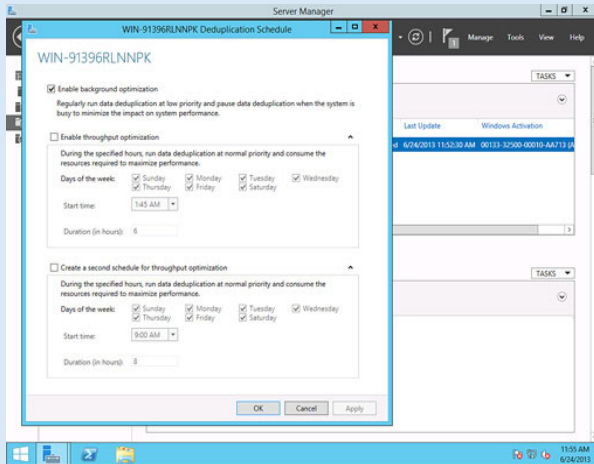 Server Manager
WIN-91396RLNNPK Deduplication Schedule
Manage Tools View Help
WIN-91396RLNNPK
Enable background optimization
Regularly run data deduplication at low priority and pause data deduplication when the system is
busy to minimize the impact on system performance.
Enable throughput optimization
During the specified hours, run data deduplication at normal priority and consume the
resources required to maximize performance.
Days of the week: Sunday Monday Tuesday Wednesday
Thursday Friday Saturday
Start time: 1:45 AM
Duration (in hours): 6
Create a second schedule for throughput optimization
During the specified hours, run data deduplication at normal priority and consume the
resources required to maximize performance.
Days of the week: Sunday Monday Tuesday Wednesday
Thursday Friday Saturday
Start time: 9:00 AM
Duration (in hours): 8
OK Cancel Apply
TASKS
Last Update Windows Activation
ed 6/24/2013 11:52:30 AM 00133-32500-00010-AA713 (A
TASKS
11:55 AM
6/24/2013